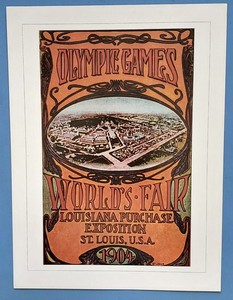 OLYMPIC GAMES
WORLD'S · FAIR
LOUISIANA PURCHASE
EXPOSITION
ST. LOUIS, U.S.A.
1904